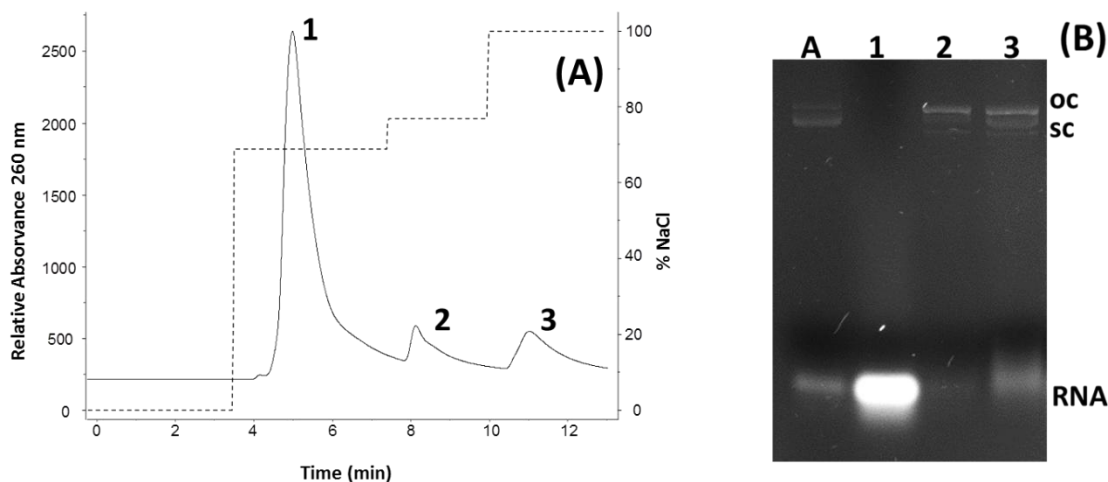 1
2500
2000
1500
1000
500
0
Relative Absorvance 260 nm
(A)
2
3
100
80
60
40
20
0
% NaCl
0 2 4 6 8 10 12
Time (min)
(B)
A 1 2 3
oc
sc
RNA